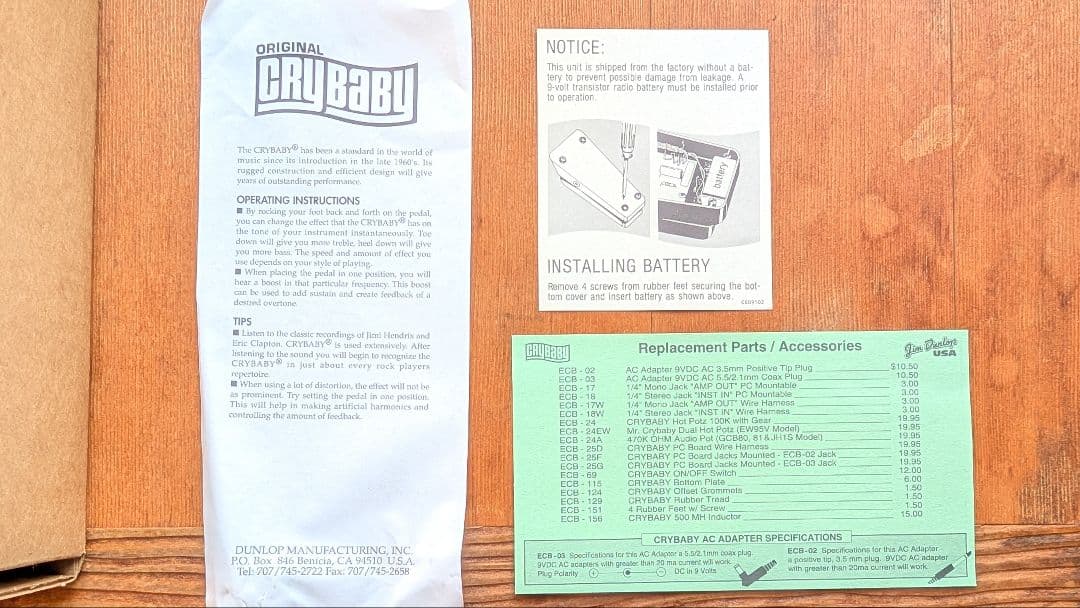 ORIGINAL
CRYBABY
The CRYBABY® has been a standard in the world of
music since its introduction in the late 1960's. Its
rugged construction and efficient design will give
years of outstanding performance.
OPERATING INSTRUCTIONS
■ By rocking your foot back and forth on the pedal,
you can change the effect that the CRYBABY® has on
the tone of your instrument instantaneously. Toe
down will give you more treble, heel down will give
you more bass. The speed and amount of effect you
use depends on your style of playing.
■ When placing the pedal in one position, you will
hear a boost in that particular frequency. This boost
can be used to add sustain and create feedback of a
desired overtone.
TIPS
■ Listen to the classic recordings of Jimi Hendrix and
Eric Clapton. CRYBABY® is used extensively. After
listening to the sound you will begin to recognize the
CRYBABY® in just about every rock players
repertoire.
■ When using a lot of distortion, the effect will not be
as prominent. Try setting the pedal in one position.
This will help in making artificial harmonics and
controlling the amount of feedback.
DUNLOP MANUFACTURING, INC.
P.O. Box 846 Benicia, CA 94510 U.S.A.
Tel: 707/745-2722 Fax: 707/745-2658
NOTICE:
This unit is shipped from the factory without a bat-
tery to prevent possible damage from leakage. A
9-volt transistor radio battery must be installed prior
to operation.
battery
INSTALLING BATTERY
Remove 4 screws from rubber feet securing the bot-
tom cover and insert battery as shown above.
CEG9102
CRYBABY
Replacement Parts / Accessories
Jim Dunlop
USA
ECB - 02 AC Adapter 9VDC AC 3.5mm Positive Tip Plug $10.50
ECB - 03 AC Adapter 9VDC AC 5.5/2.1mm Coax Plug 10.50
ECB - 17 1/4" Mono Jack "AMP OUT" PC Mountable 3.00
ECB - 18 1/4" Stereo Jack "INST IN" PC Mountable 3.00
ECB - 17W 1/4" Mono Jack "AMP OUT" Wire Harness 3.00
ECB - 18W 1/4" Stereo Jack "INST IN" Wire Harness 3.00
ECB - 24 CRYBABY Hot Potz 100K with Gear 19.95
ECB - 24EW Mr. Crybaby Dual Hot Potz (EW95V Model) 19.95
ECB - 24A 470K OHM Audio Pot (GCB80, 81 & JH1S Model) 19.95
ECB - 25D CRYBABY PC Board Wire Harness 19.95
ECB - 25F CRYBABY PC Board Jacks Mounted - ECB-02 Jack 19.95
ECB - 25G CRYBABY PC Board Jacks Mounted - ECB-03 Jack 19.95
ECB - 69 CRYBABY ON/OFF Switch 12.00
ECB - 115 CRYBABY Bottom Plate 6.00
ECB - 124 CRYBABY Offset Grommets 1.50
ECB - 129 CRYBABY Rubber Tread 1.50
ECB - 151 4 Rubber Feet w/ Screw 1.50
ECB - 156 CRYBABY 500 MH Inductor 15.00
CRYBABY AC ADAPTER SPECIFICATIONS
ECB -03 Specifications for this AC Adapter a 5.5/2.1mm coax plug.
9VDC AC adapters with greater than 20 ma current will work.
Plug Polarity + - DC in 9 Volts
ECB-02 Specifications for this AC Adapter
a positive tip, 3.5 mm plug. 9VDC AC adapter
with greater than 20ma current will work.